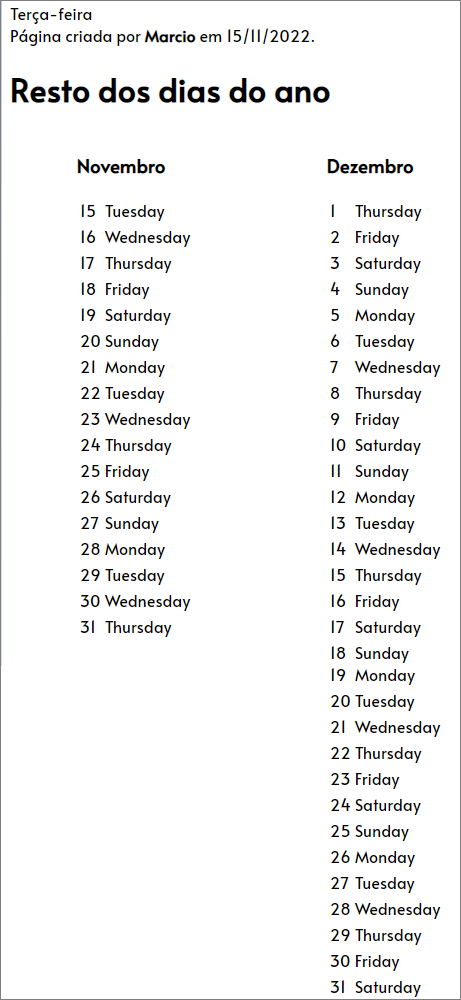 Terça-feira
Página criada por Marcio em 15/11/2022.
Resto dos dias do ano
Novembro
15 Tuesday
16 Wednesday
17 Thursday
18 Friday
19 Saturday
20 Sunday
21 Monday
22 Tuesday
23 Wednesday
24 Thursday
25 Friday
26 Saturday
27 Sunday
28 Monday
29 Tuesday
30 Wednesday
31 Thursday
Dezembro
1 Thursday
2 Friday
3 Saturday
4 Sunday
5 Monday
6 Tuesday
7 Wednesday
8 Thursday
9 Friday
10 Saturday
11 Sunday
12 Monday
13 Tuesday
14 Wednesday
15 Thursday
16 Friday
17 Saturday
18 Sunday
19 Monday
20 Tuesday
21 Wednesday
22 Thursday
23 Friday
24 Saturday
25 Sunday
26 Monday
27 Tuesday
28 Wednesday
29 Thursday
30 Friday
31 Saturday